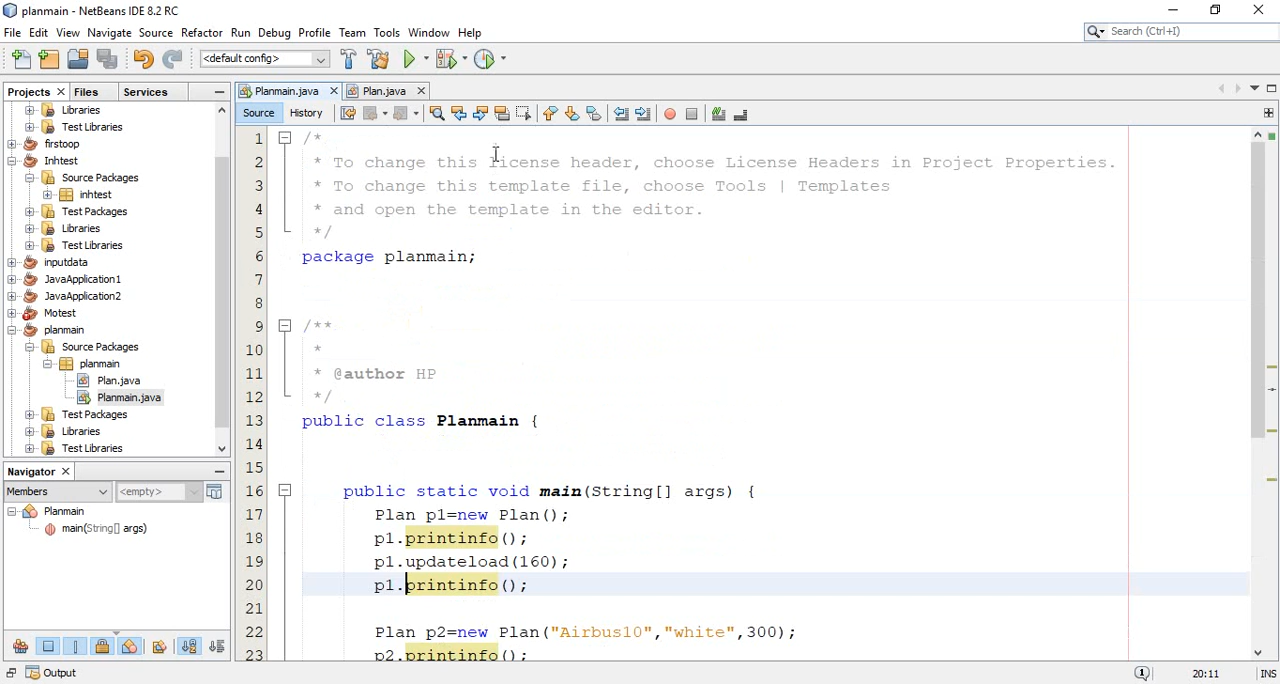 planmain - NetBeans IDE 8.2 RC
File Edit View Navigate Source Refactor Run Debug Profile Team Tools Window Help
Search (Ctrl+I)
<default config>
Projects Files Services
Planmain.java Plan.java
Source History
Libraries
Test Libraries
firstoop
Inhtest
Source Packages
inhtest
Test Packages
Libraries
Test Libraries
inputdata
JavaApplication1
JavaApplication2
Motest
planmain
Source Packages
planmain
Plan.java
Planmain.java
Test Packages
Libraries
Test Libraries
Navigator
Members <empty>
Planmain
main(String[] args)
1 /*
2 * To change this license header, choose License Headers in Project Properties.
3 * To change this template file, choose Tools | Templates
4 * and open the template in the editor.
5 */
6 package planmain;
7
8
9 /**
10 *
11 * @author HP
12 */
13 public class Planmain {
14
15
16 public static void main(String[] args) {
17 Plan p1=new Plan();
18 p1.printinfo();
19 p1.updateload(160);
20 p1.printinfo();
21
22 Plan p2=new Plan("Airbus10","white",300);
23 p2.printinfo();
Output
1
20:11 INS